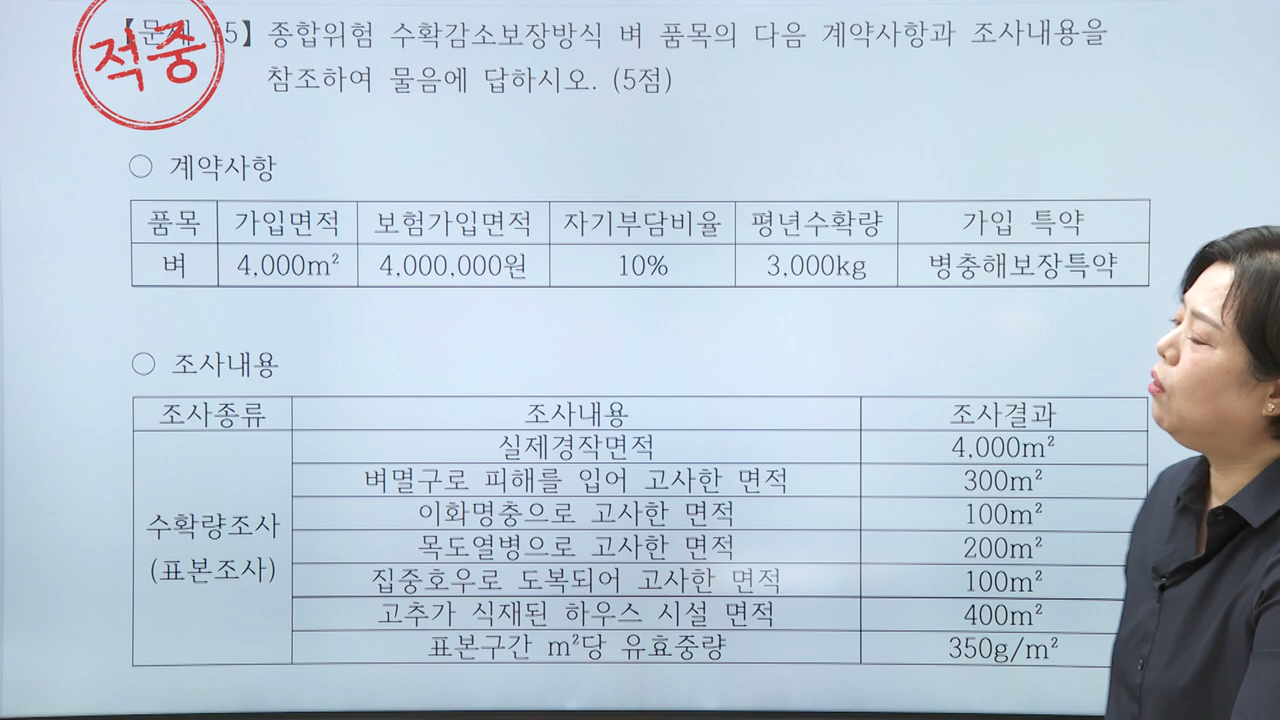 적중
【문제 15】 종합위험 수확감소보장방식 벼 품목의 다음 계약사항과 조사내용을
참조하여 물음에 답하시오. (5점)
○ 계약사항
품목 가입면적 보험가입면적 자기부담비율 평년수확량 가입 특약
벼 4,000m² 4,000,000원 10% 3,000kg 병충해보장특약
○ 조사내용
조사종류 조사내용 조사결과
실제경작면적 4,000m²
벼멸구로 피해를 입어 고사한 면적 300m²
이화명충으로 고사한 면적 100m²
수확량조사
목도열병으로 고사한 면적 200m²
(표본조사)
집중호우로 도복되어 고사한 면적 100m²
고추가 식재된 하우스 시설 면적 400m²
표본구간 m²당 유효중량 350g/m²